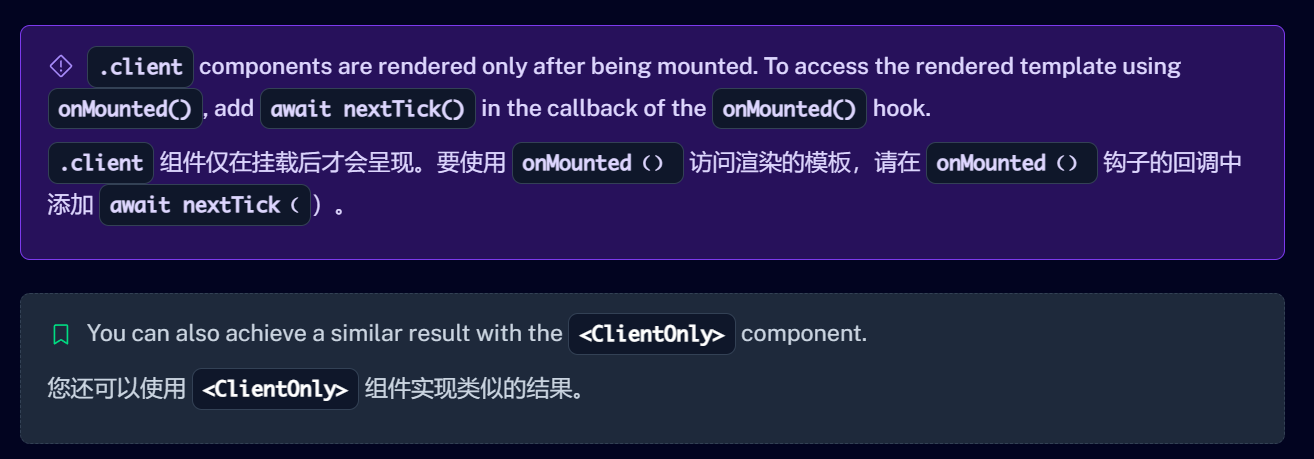 .client components are rendered only after being mounted. To access the rendered template using
onMounted(), add await nextTick() in the callback of the onMounted() hook.
.client 组件仅在挂载后才会呈现。要使用 onMounted（） 访问渲染的模板，请在 onMounted（） 钩子的回调中
添加 await nextTick（）。
You can also achieve a similar result with the <ClientOnly> component.
您还可以使用 <ClientOnly> 组件实现类似的结果。